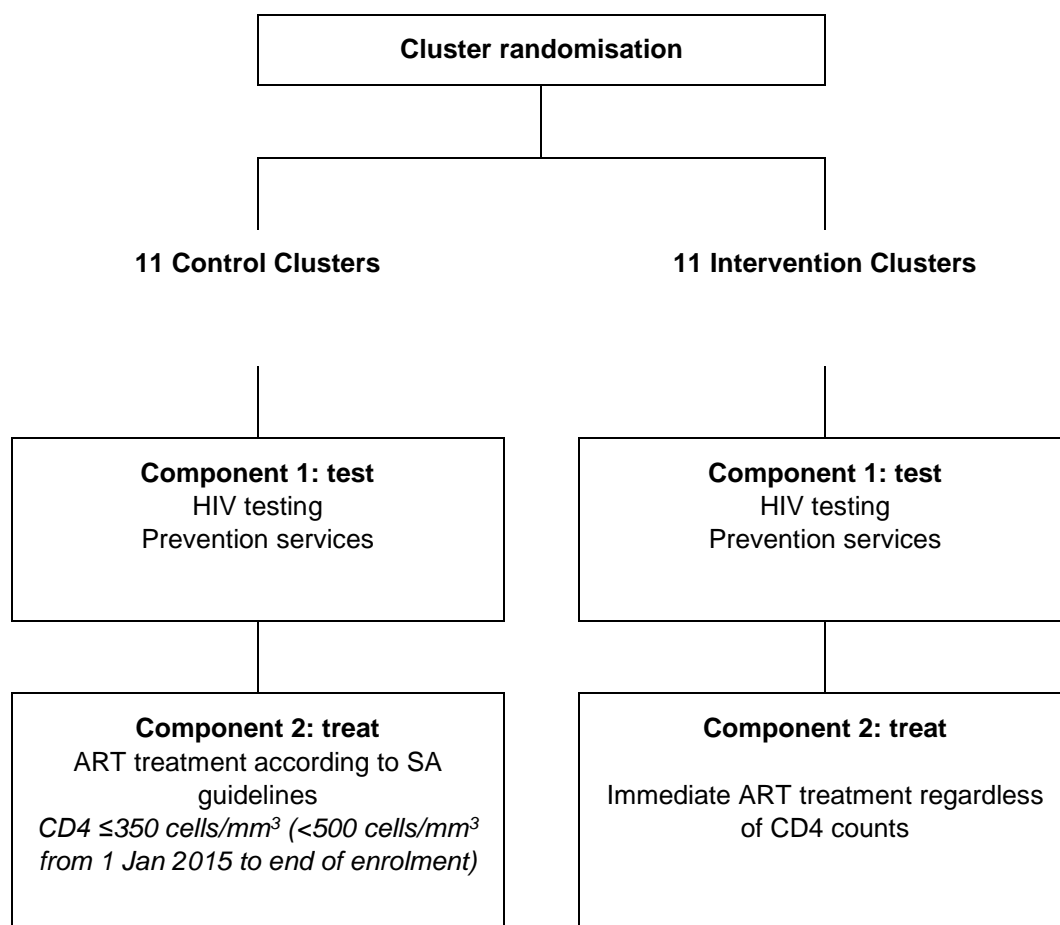 Cluster randomisation
11 Control Clusters
11 Intervention Clusters
Component 1: test
HIV testing
Prevention services
Component 1: test
HIV testing
Prevention services
Component 2: treat
ART treatment according to SA
guidelines
CD4 ≤350 cells/mm³ (<500 cells/mm³
from 1 Jan 2015 to end of enrolment)
Component 2: treat
Immediate ART treatment regardless
of CD4 counts